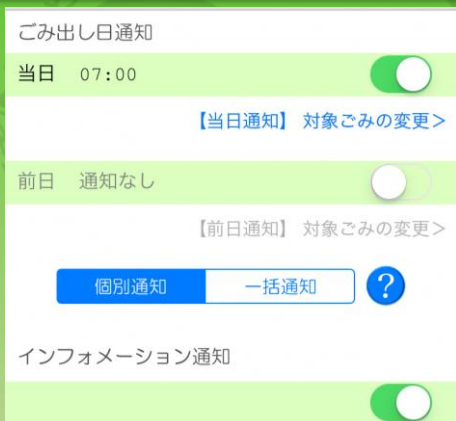 ごみ出し日通知
当日 07:00
【当日通知】 対象ごみの変更>
前日 通知なし
【前日通知】 対象ごみの変更>
個別通知 一括通知 ?
インフォメーション通知